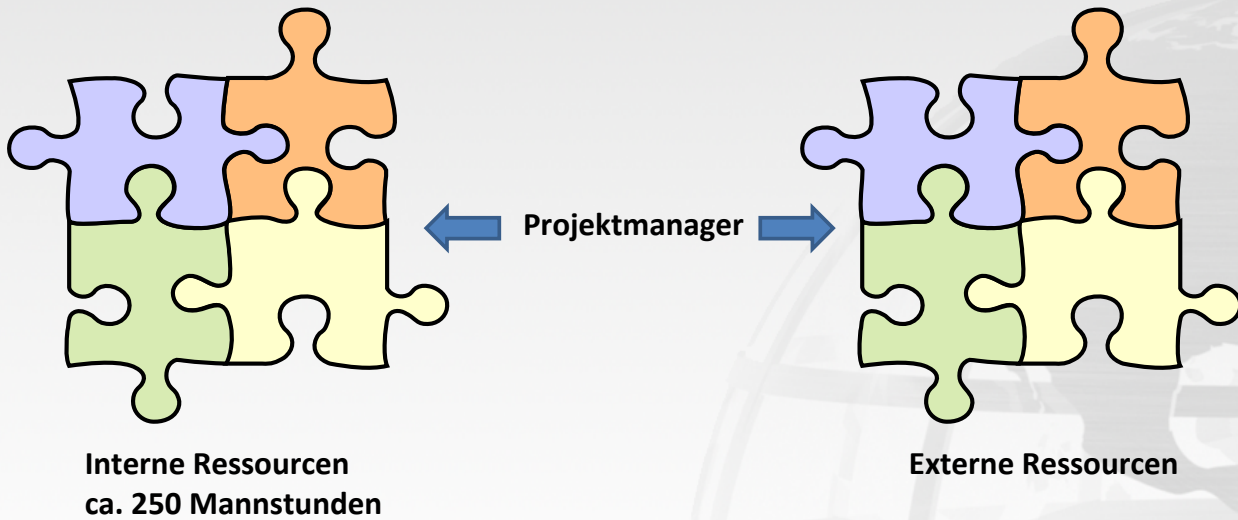 Projektmanager
Interne Ressourcen
ca. 250 Mannstunden
Externe Ressourcen